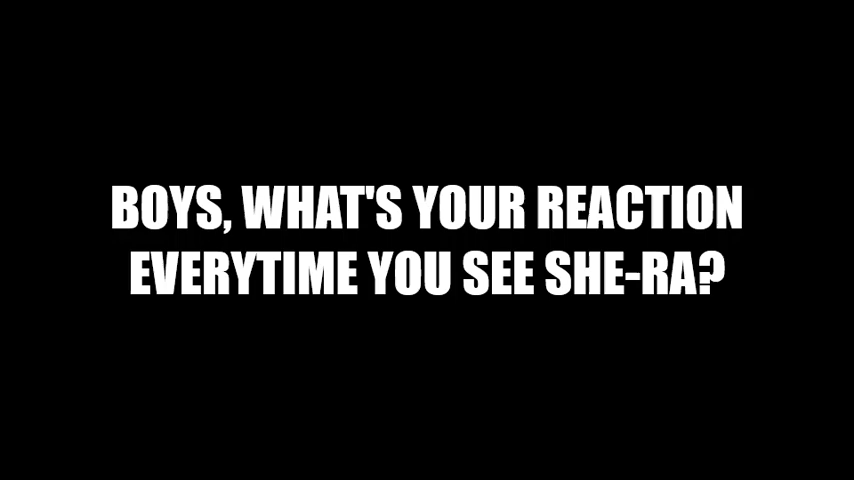 BOYS, WHAT'S YOUR REACTION
EVERYTIME YOU SEE SHE-RA?